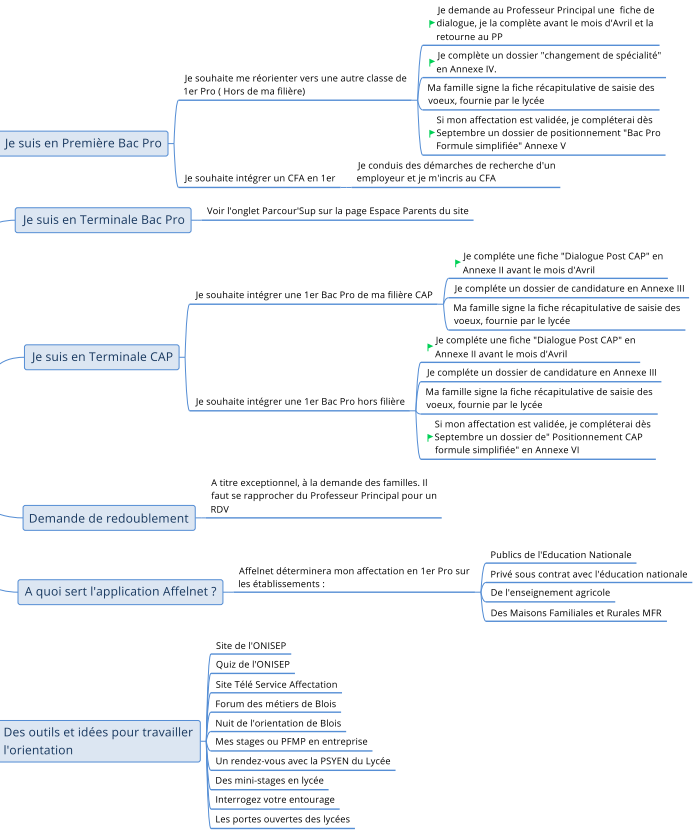 Je suis en Première Bac Pro
Je souhaite me réorienter vers une autre classe de
1er Pro ( Hors de ma filière)
Je demande au Professeur Principal une fiche de
dialogue, je la complète avant le mois d'Avril et la
retourne au PP
Je complète un dossier "changement de spécialité"
en Annexe IV.
Ma famille signe la fiche récapitulative de saisie des
voeux, fournie par le lycée
Si mon affectation est validée, je compléterai dès
Septembre un dossier de positionnement "Bac Pro
Formule simplifiée" Annexe V
Je souhaite intégrer un CFA en 1er
Je conduis des démarches de recherche d'un
employeur et je m'incris au CFA
Je suis en Terminale Bac Pro
Voir l'onglet Parcour'Sup sur la page Espace Parents du site
Je suis en Terminale CAP
Je souhaite intégrer une 1er Bac Pro de ma filière CAP
Je compléte une fiche "Dialogue Post CAP" en
Annexe II avant le mois d'Avril
Je compléte un dossier de candidature en Annexe III
Ma famille signe la fiche récapitulative de saisie des
voeux, fournie par le lycée
Je souhaite intégrer une 1er Bac Pro hors filière
Je compléte une fiche "Dialogue Post CAP" en
Annexe II avant le mois d'Avril
Je compléte un dossier de candidature en Annexe III
Ma famille signe la fiche récapitulative de saisie des
voeux, fournie par le lycée
Si mon affectation est validée, je compléterai dès
Septembre un dossier de" Positionnement CAP
formule simplifiée" en Annexe VI
Demande de redoublement
A titre exceptionnel, à la demande des familles. Il
faut se rapprocher du Professeur Principal pour un
RDV
A quoi sert l'application Affelnet ?
Affelnet déterminera mon affectation en 1er Pro sur
les établissements :
Publics de l'Education Nationale
Privé sous contrat avec l'éducation nationale
De l'enseignement agricole
Des Maisons Familiales et Rurales MFR
Des outils et idées pour travailler
l'orientation
Site de l'ONISEP
Quiz de l'ONISEP
Site Télé Service Affectation
Forum des métiers de Blois
Nuit de l'orientation de Blois
Mes stages ou PFMP en entreprise
Un rendez-vous avec la PSYEN du Lycée
Des mini-stages en lycée
Interrogez votre entourage
Les portes ouvertes des lycées